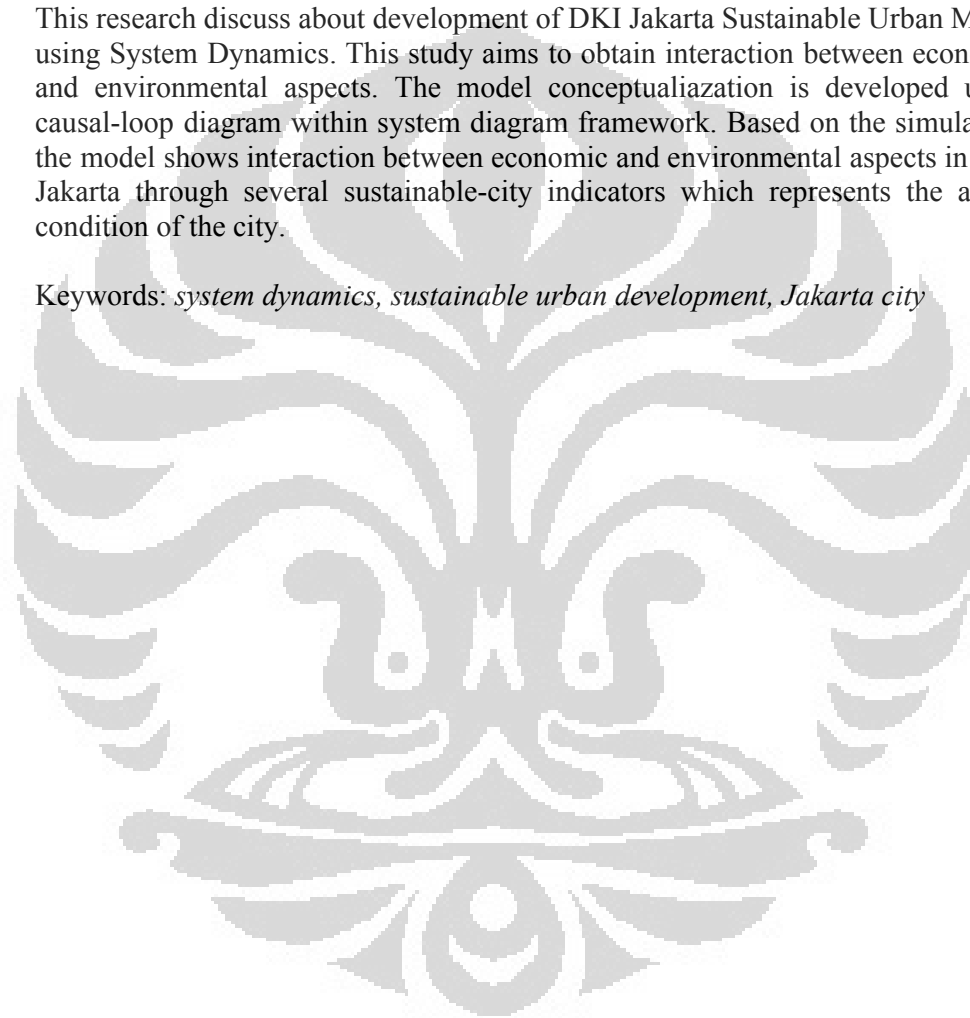 This research discuss about development of DKI Jakarta Sustainable Urban M
using System Dynamics. This study aims to obtain interaction between econ
and environmental aspects. The model conceptualiazation is developed u
causal-loop diagram within system diagram framework. Based on the simula
the model shows interaction between economic and environmental aspects in
Jakarta through several sustainable-city indicators which represents the a
condition of the city.
Keywords: system dynamics, sustainable urban development, Jakarta city